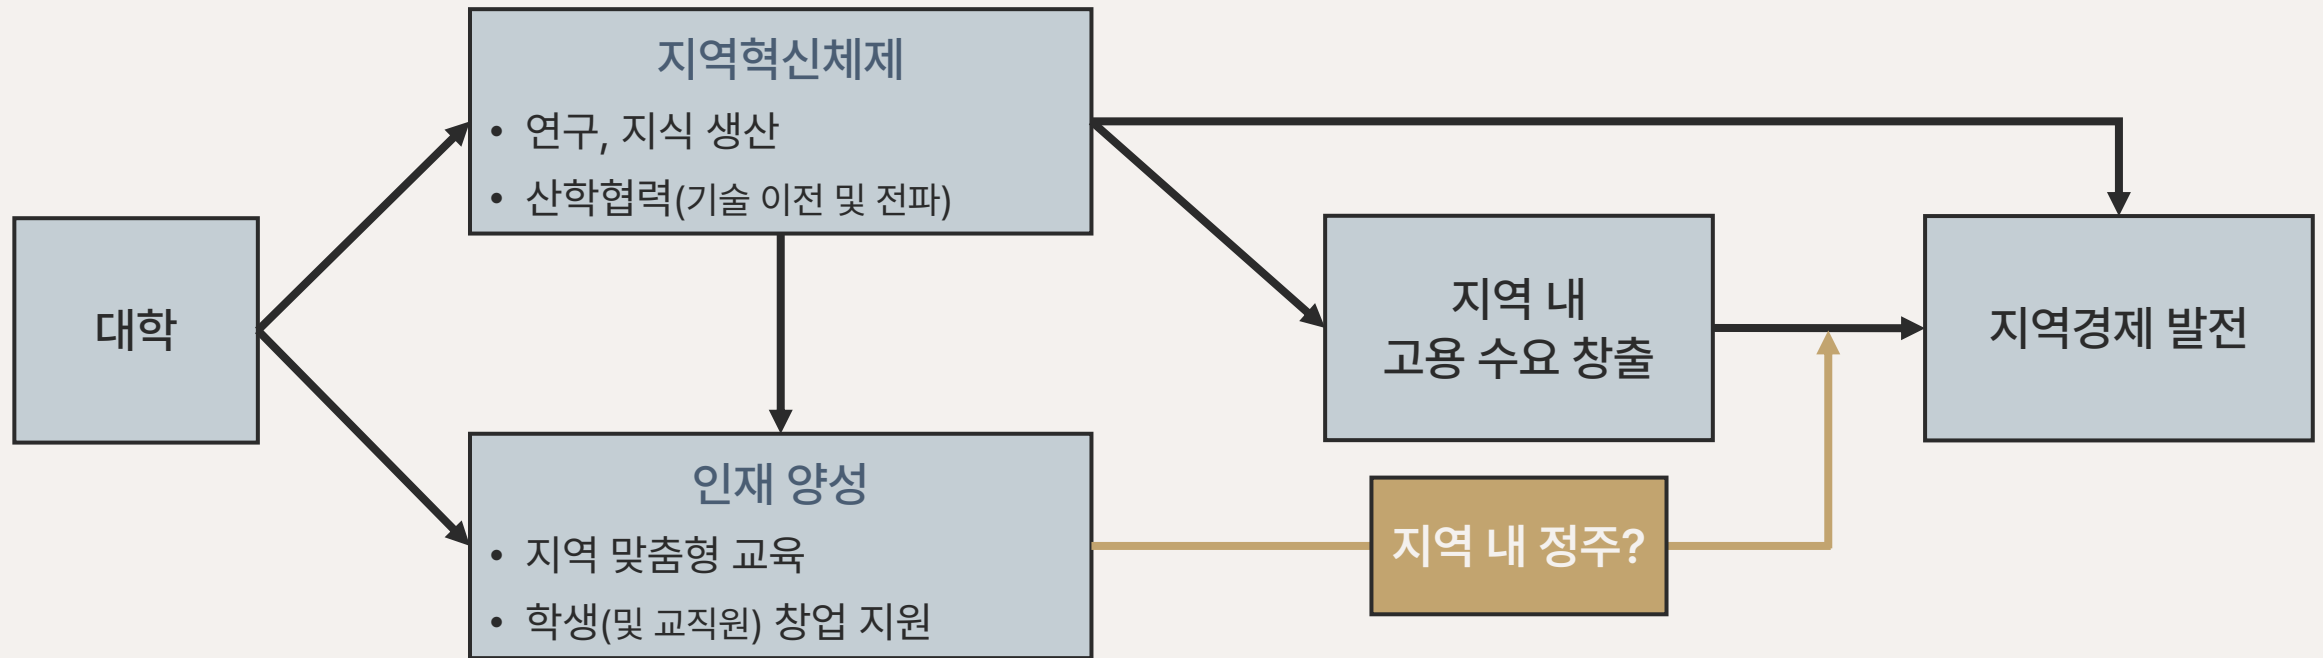 지역혁신체제
• 연구, 지식 생산
• 산학협력(기술 이전 및 전파)
대학
지역 내
고용 수요 창출
지역경제 발전
인재 양성
• 지역 맞춤형 교육
• 학생(및 교직원) 창업 지원
지역 내 정주?